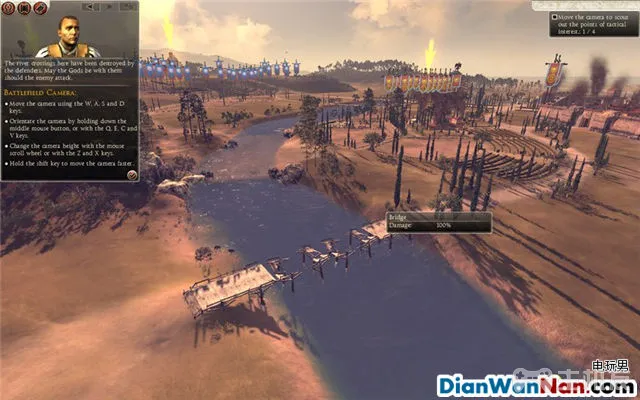 The river crossings here have been destroyed by
the defenders. May the Gods be with them
should the enemy attack.
BATTLEFIELD CAMERA:
Move the camera using the W, A, S and D
keys.
Orientate the camera by holding down the
middle mouse button, or with the Q, E, C and
V keys.
Change the camera height with the mouse
scroll wheel or with the Z and X keys.
Hold the shift key to move the camera faster.
Move the camera to scout
out the points of tactical
interest: 1 / 4
Bridge
Damage: 100%
电玩男
DianWanNan.com